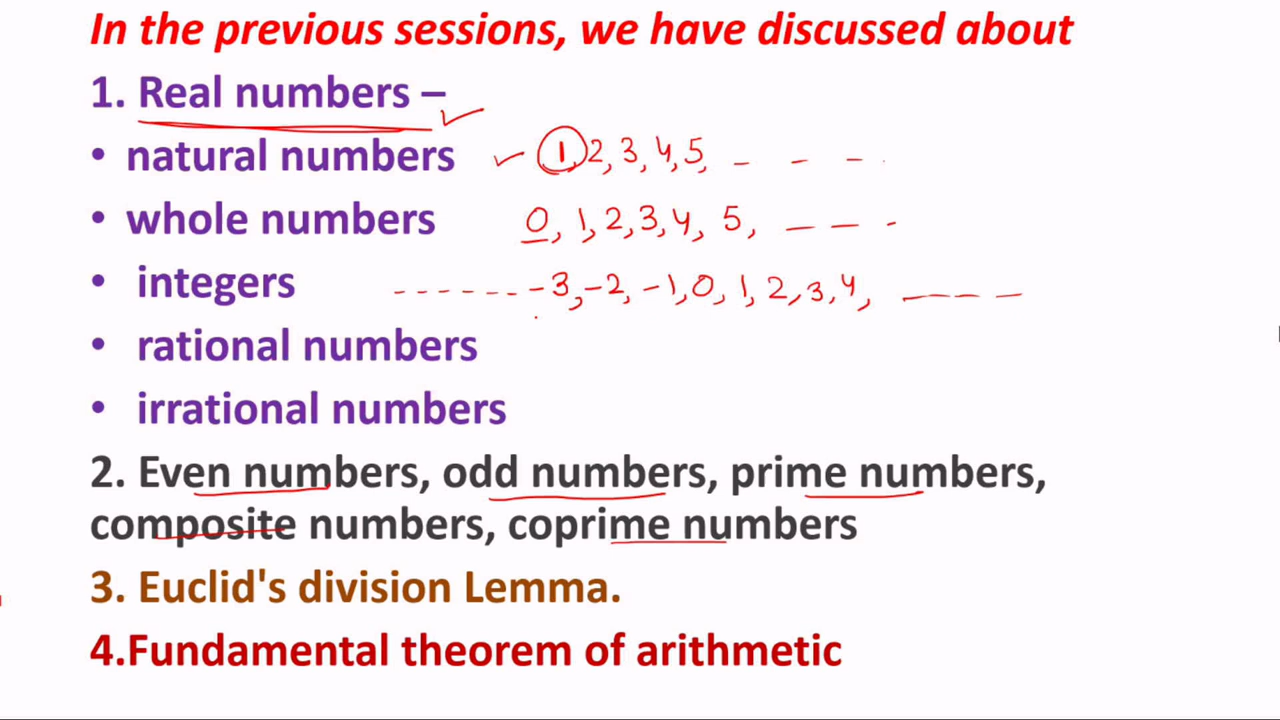 In the previous sessions, we have discussed about
1. Real numbers –
• natural numbers 1, 2, 3, 4, 5, - - -
• whole numbers 0, 1, 2, 3, 4, 5, - - -
• integers - - - - - - -3, -2, -1, 0, 1, 2, 3, 4, - - - -
• rational numbers
• irrational numbers
2. Even numbers, odd numbers, prime numbers,
composite numbers, coprime numbers
3. Euclid's division Lemma.
4.Fundamental theorem of arithmetic